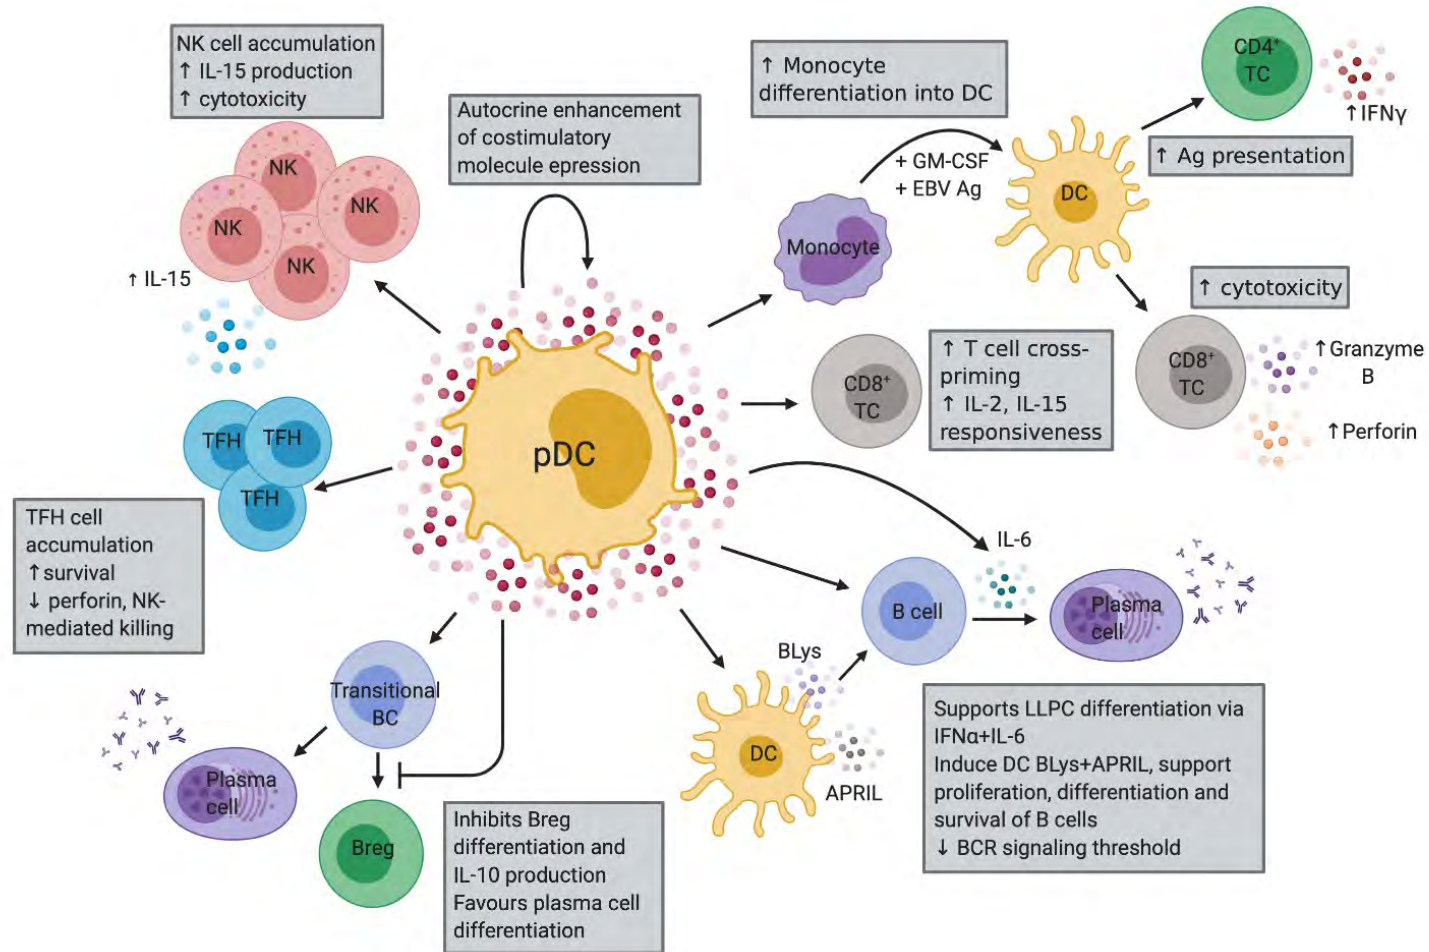 NK cell accumulation
↑ IL-15 production
↑ cytotoxicity
NK
NK
NK
NK
↑ IL-15
Autocrine enhancement
of costimulatory
molecule epression
↑ Monocyte
differentiation into DC
+ GM-CSF
+ EBV Ag
Monocyte
DC
CD4⁺
TC
↑IFNγ
↑ Ag presentation
↑ cytotoxicity
CD8⁺
TC
↑Granzyme
B
↑Perforin
CD8⁺
TC
↑ T cell cross-
priming
↑ IL-2, IL-15
responsiveness
pDC
TFH
TFH
TFH
TFH cell
accumulation
↑survival
↓ perforin, NK-
mediated killing
IL-6
B cell
Plasma
cell
BLys
DC
APRIL
Supports LLPC differentiation via
IFNα+IL-6
Induce DC BLys+APRIL, support
proliferation, differentiation and
survival of B cells
↓ BCR signaling threshold
Transitional
BC
Plasma
cell
Breg
Inhibits Breg
differentiation and
IL-10 production
Favours plasma cell
differentiation